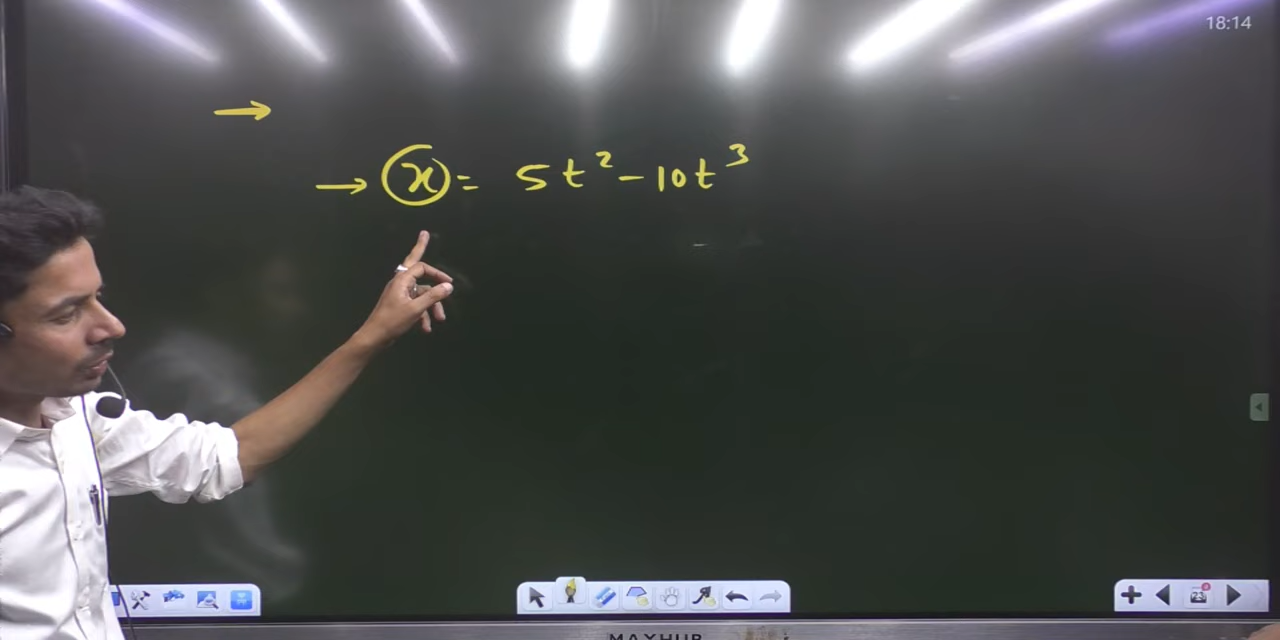 18:14
→
→ x = 5t² - 10t³
MAXHUB